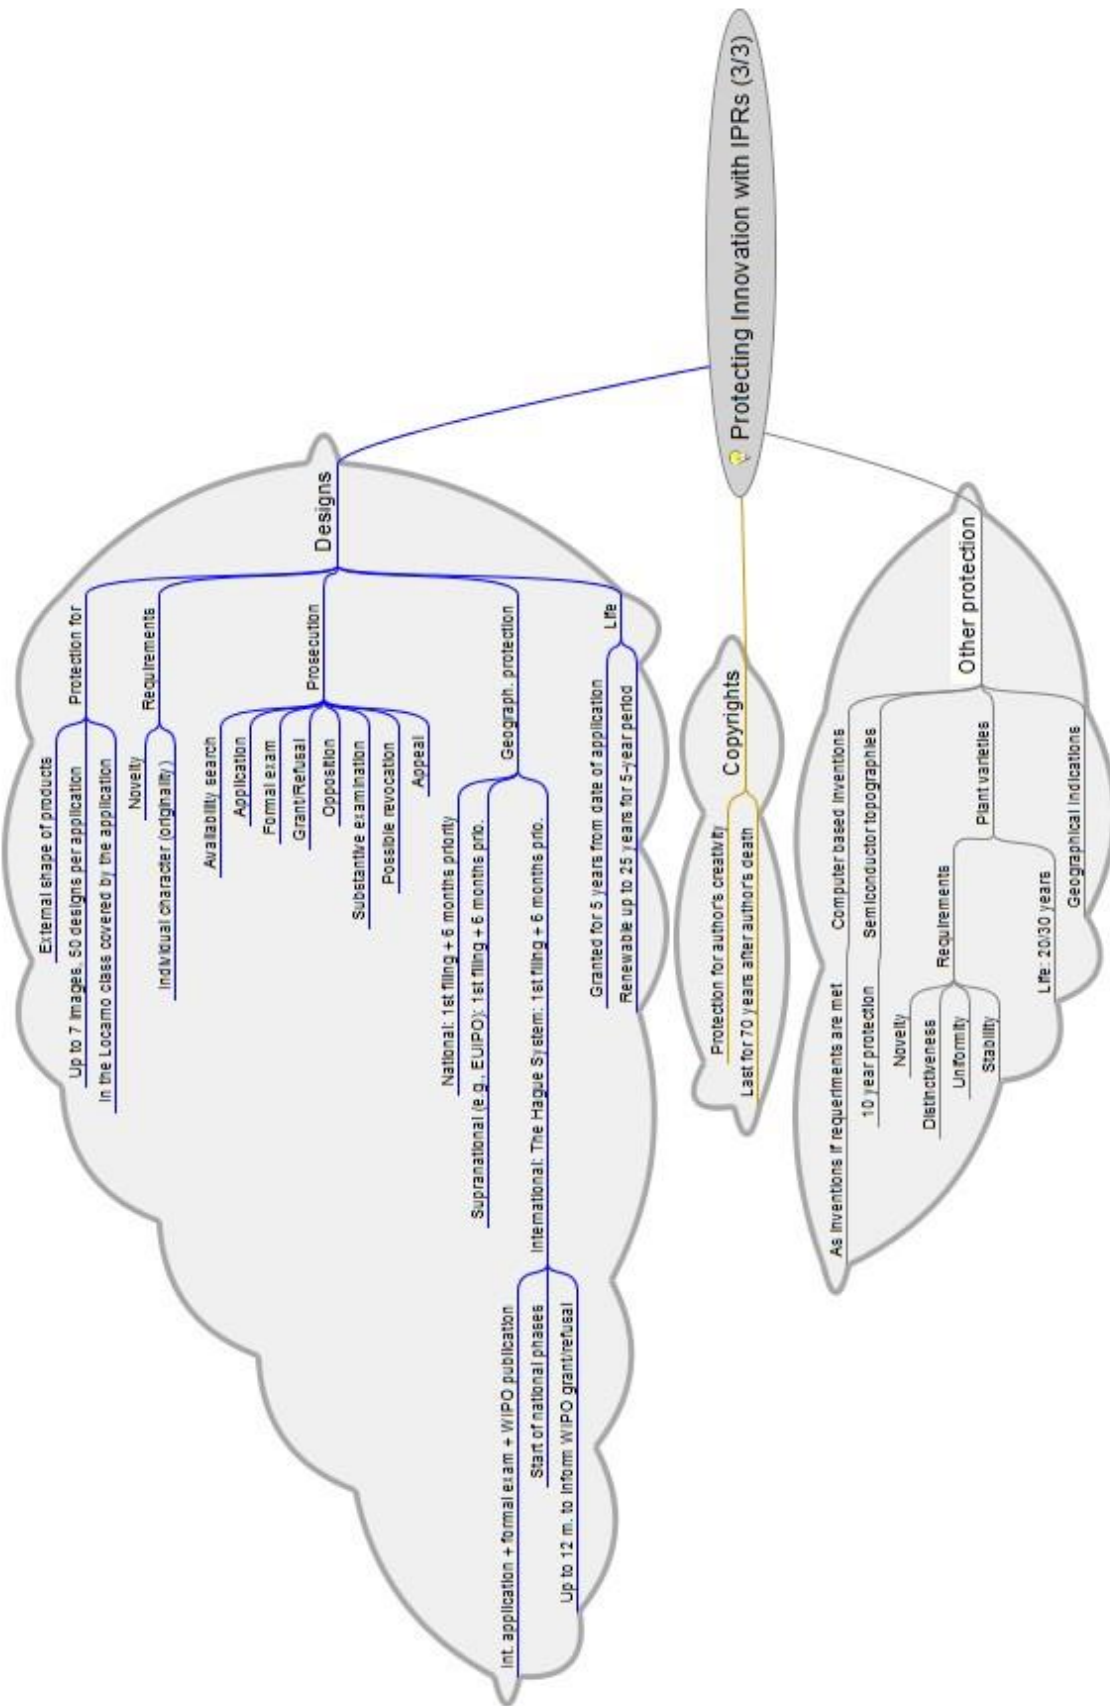 Protecting Innovation with IPRs (3/3)
Designs
Protection for
External shape of products
Up to 7 images, 50 designs per application
In the Locarno class covered by the application
Requirements
Novelty
Individual character (originality)
Prosecution
Availability search
Application
Formal exam
Grant/Refusal
Opposition
Substantive examination
Possible revocation
Appeal
Geograph. protection
National: 1st filing + 6 months priority
Supranational (e.g., EUIPO): 1st filing + 6 months prio.
International: The Hague System: 1st filing + 6 months prio.
Int. application + formal exam + WIPO publication
Start of national phases
Up to 12 m. to inform WIPO grant/refusal
Life
Granted for 5 years from date of application
Renewable up to 25 years for 5-year period
Copyrights
Protection for author's creativity
Last for 70 years after author's death
Other protection
Computer based inventions
As inventions if requeriments are met
Semiconductor topographies
10 year protection
Plant varieties
Requirements
Novelty
Distinctiveness
Uniformity
Stability
Life: 20/30 years
Geographical indications